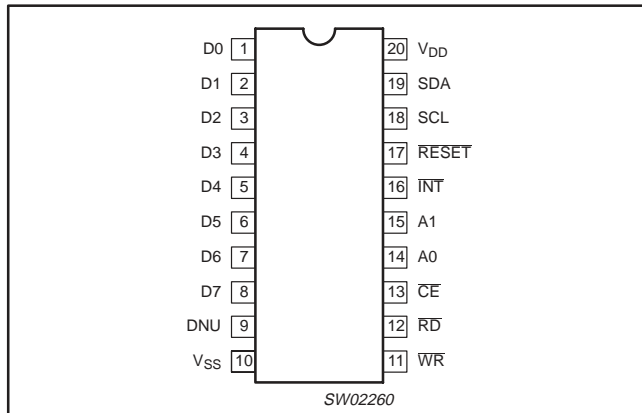 D0 1 20 VDD
D1 2 19 SDA
D2 3 18 SCL
D3 4 17 RESET
D4 5 16 INT
D5 6 15 A1
D6 7 14 A0
D7 8 13 CE
DNU 9 12 RD
VSS 10 11 WR
SW02260